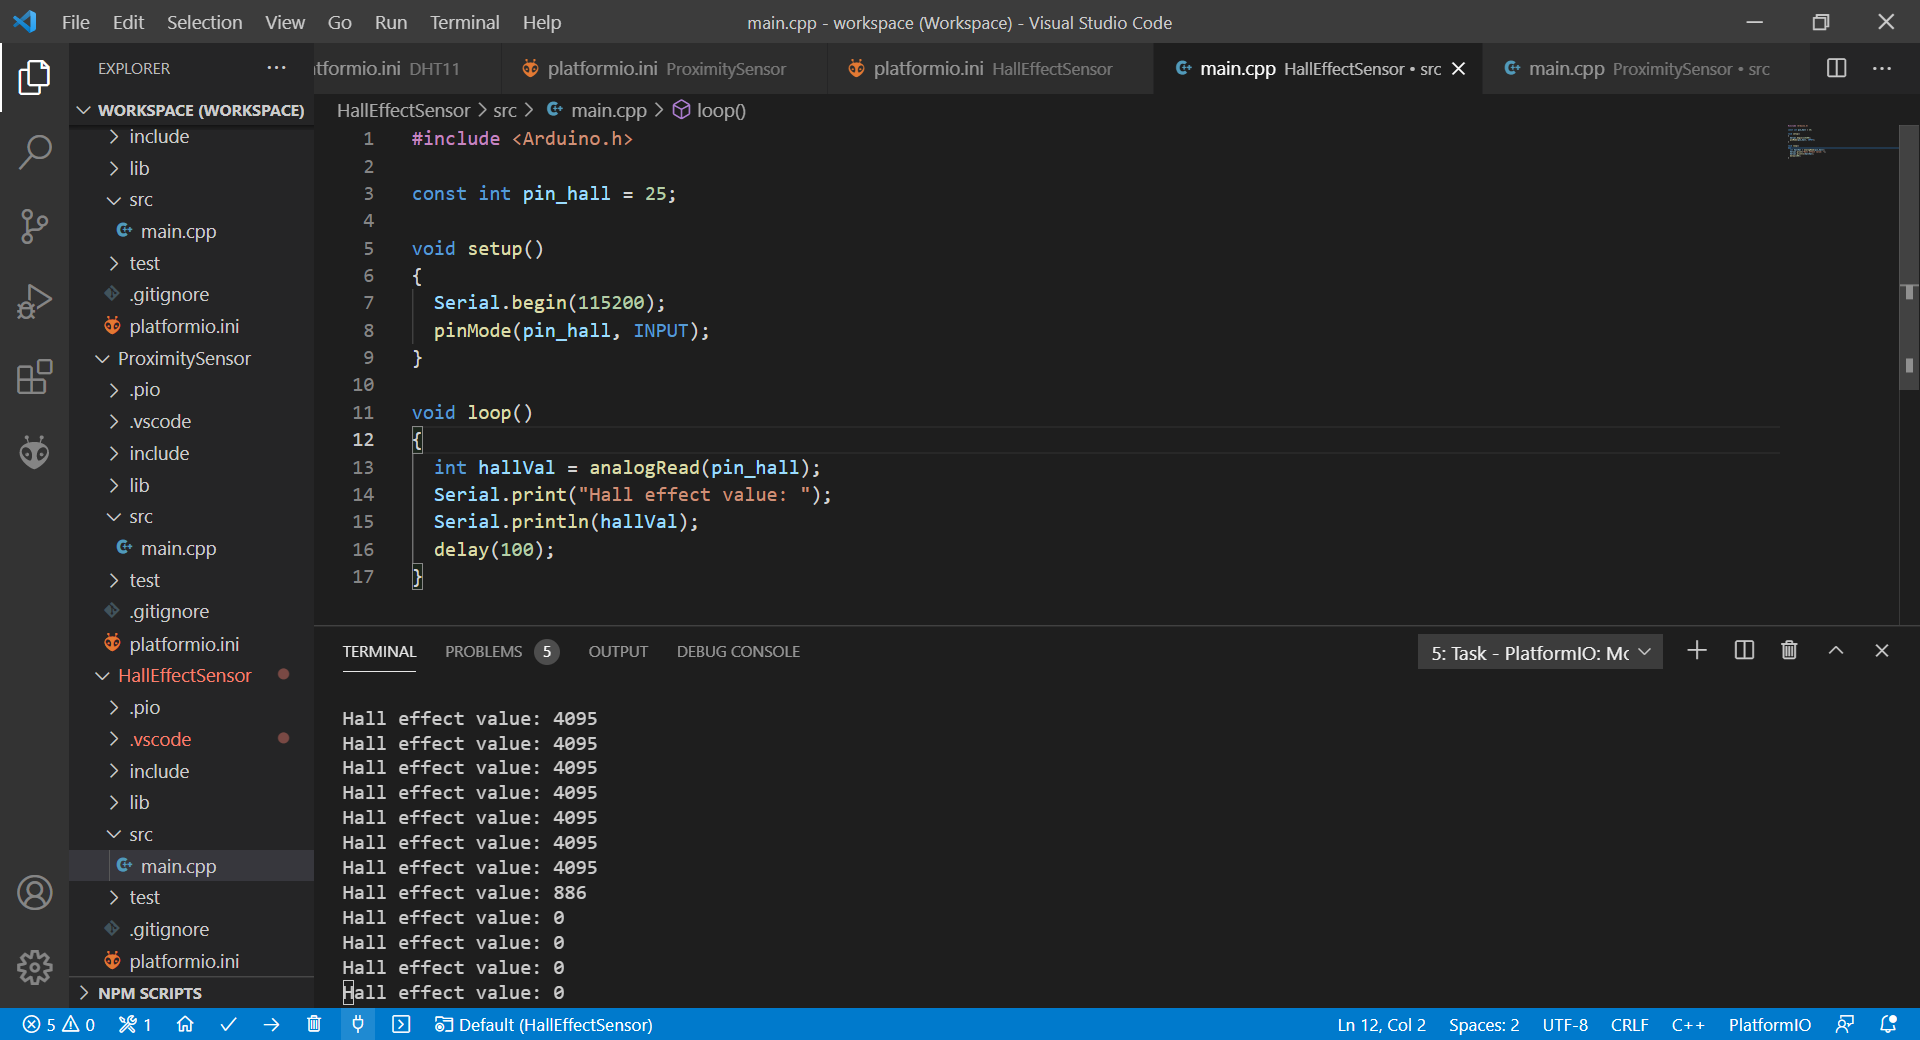 File Edit Selection View Go Run Terminal Help
main.cpp - workspace (Workspace) - Visual Studio Code
EXPLORER
WORKSPACE (WORKSPACE)
include
lib
src
main.cpp
test
.gitignore
platformio.ini
ProximitySensor
.pio
.vscode
include
lib
src
main.cpp
test
.gitignore
platformio.ini
HallEffectSensor
.pio
.vscode
include
lib
src
main.cpp
test
.gitignore
platformio.ini
NPM SCRIPTS
tformio.ini DHT11
platformio.ini ProximitySensor
platformio.ini HallEffectSensor
main.cpp HallEffectSensor • src
main.cpp ProximitySensor • src
HallEffectSensor > src > main.cpp > loop()
1 #include <Arduino.h>
2
3 const int pin_hall = 25;
4
5 void setup()
6 {
7 Serial.begin(115200);
8 pinMode(pin_hall, INPUT);
9 }
10
11 void loop()
12 {
13 int hallVal = analogRead(pin_hall);
14 Serial.print("Hall effect value: ");
15 Serial.println(hallVal);
16 delay(100);
17 }
TERMINAL PROBLEMS 5 OUTPUT DEBUG CONSOLE
5: Task - PlatformIO: Mc
Hall effect value: 4095
Hall effect value: 4095
Hall effect value: 4095
Hall effect value: 4095
Hall effect value: 4095
Hall effect value: 4095
Hall effect value: 4095
Hall effect value: 886
Hall effect value: 0
Hall effect value: 0
Hall effect value: 0
Hall effect value: 0
5 0 1 Default (HallEffectSensor)
Ln 12, Col 2 Spaces: 2 UTF-8 CRLF C++ PlatformIO